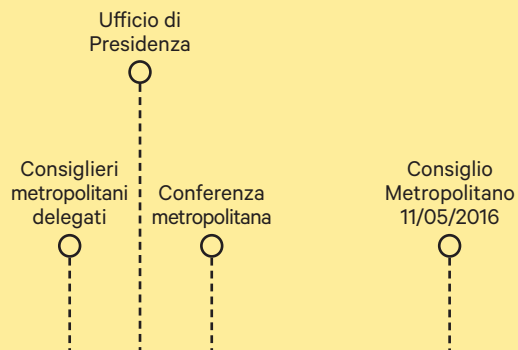 Ufficio di
Presidenza
Consiglieri
metropolitani
delegati
Conferenza
metropolitana
Consiglio
Metropolitano
11/05/2016